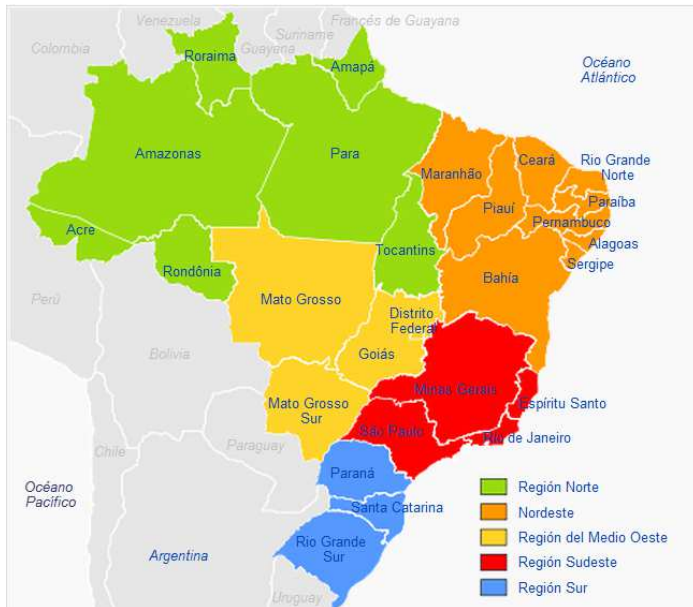 Venezuela
Suriname
Francés de Guayana
Colombia
Guayana
Roraima
Amapá
Océano
Atlántico
Amazonas
Para
Maranhão
Ceará
Rio Grande
Norte
Piauí
Paraíba
Pernambuco
Acre
Tocantins
Alagoas
Sergipe
Rondônia
Bahía
Perú
Mato Grosso
Distrito
Federal
Goiás
Bolivia
Minas Gerais
Espíritu Santo
Mato Grosso
Sur
São Paulo
Rio de Janeiro
Paraguay
Chile
Paraná
Océano
Pacífico
Santa Catarina
Rio Grande
Sur
Argentina
Uruguay
Región Norte
Nordeste
Región del Medio Oeste
Región Sudeste
Región Sur